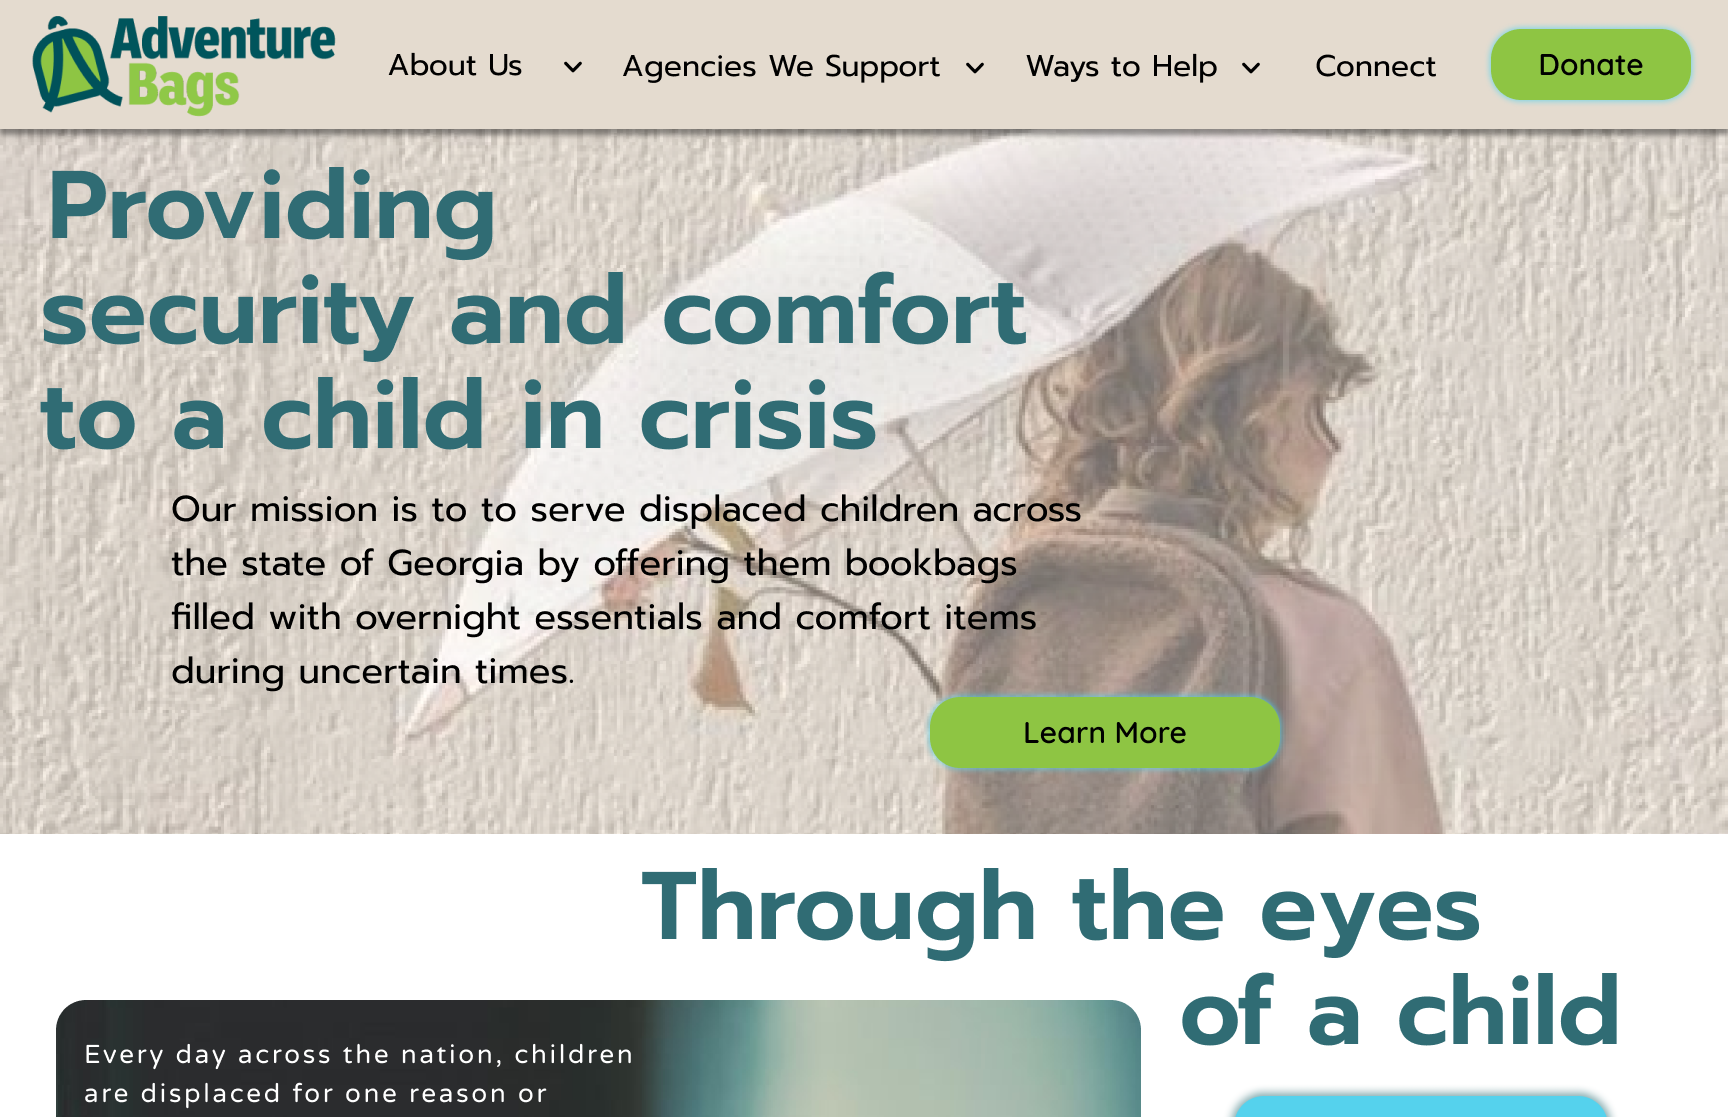 Adventure
Bags
About Us
Agencies We Support
Ways to Help
Connect
Donate
Providing
security and comfort
to a child in crisis
Our mission is to to serve displaced children across
the state of Georgia by offering them bookbags
filled with overnight essentials and comfort items
during uncertain times.
Learn More
Through the eyes
of a child
Every day across the nation, children
are displaced for one reason or